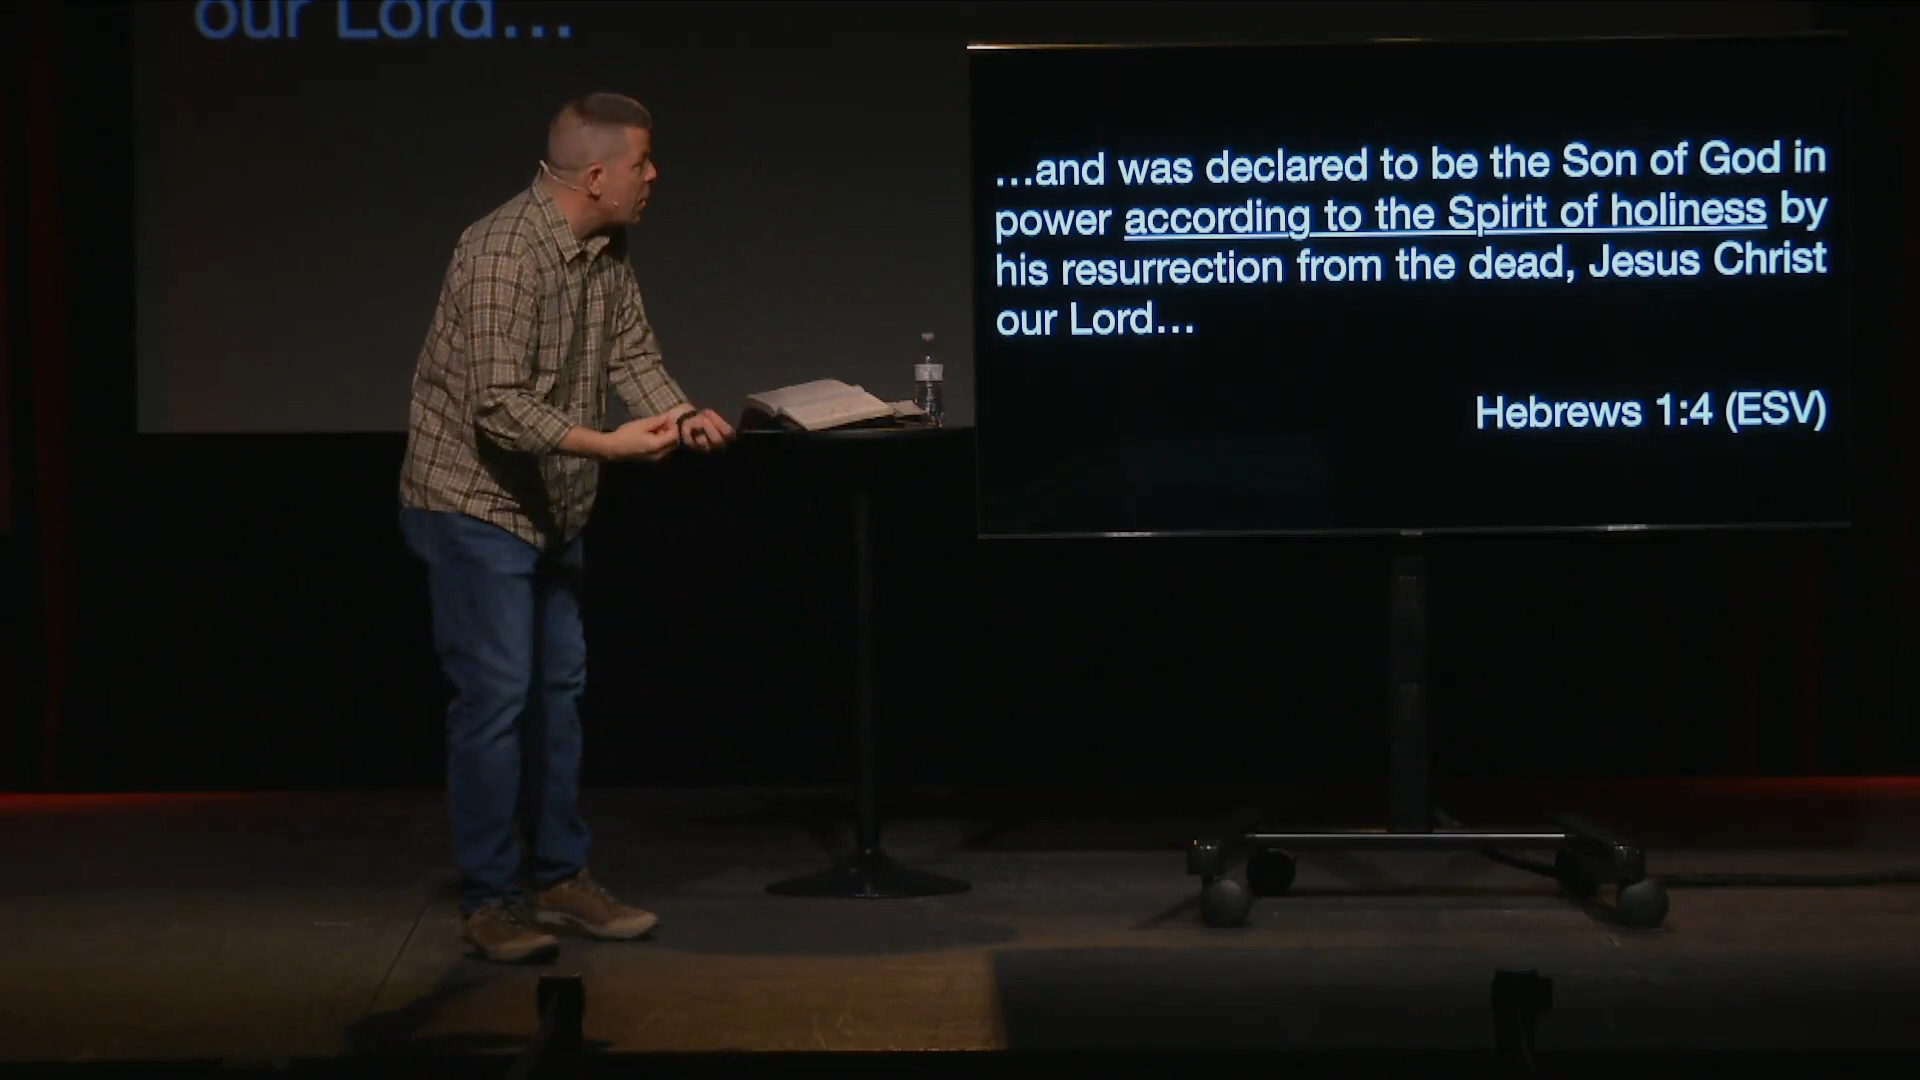 our Lord...
...and was declared to be the Son of God in
power according to the Spirit of holiness by
his resurrection from the dead, Jesus Christ
our Lord...
Hebrews 1:4 (ESV)